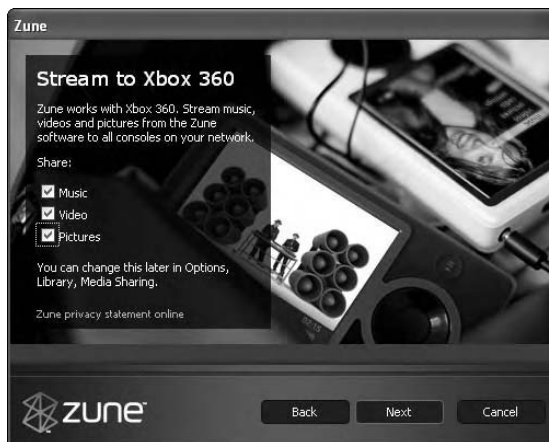 Zune
Stream to Xbox 360
Zune works with Xbox 360. Stream music,
videos and pictures from the Zune
software to all consoles on your network.
Share:
Music
Video
Pictures
You can change this later in Options,
Library, Media Sharing.
Zune privacy statement online
02:15
zune
Back
Next
Cancel